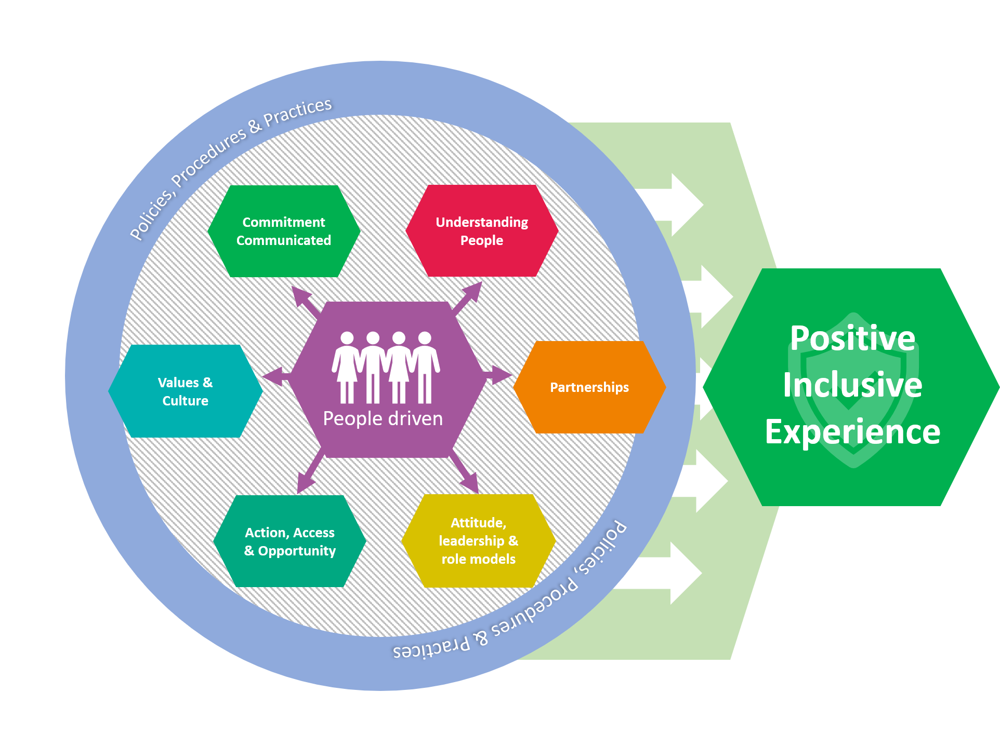 Policies, Procedures & Practices
Commitment
Communicated
Understanding
People
Values &
Culture
People driven
Partnerships
Positive
Inclusive
Experience
Action, Access
& Opportunity
Attitude,
leadership &
role models
Policies, Procedures & Practices